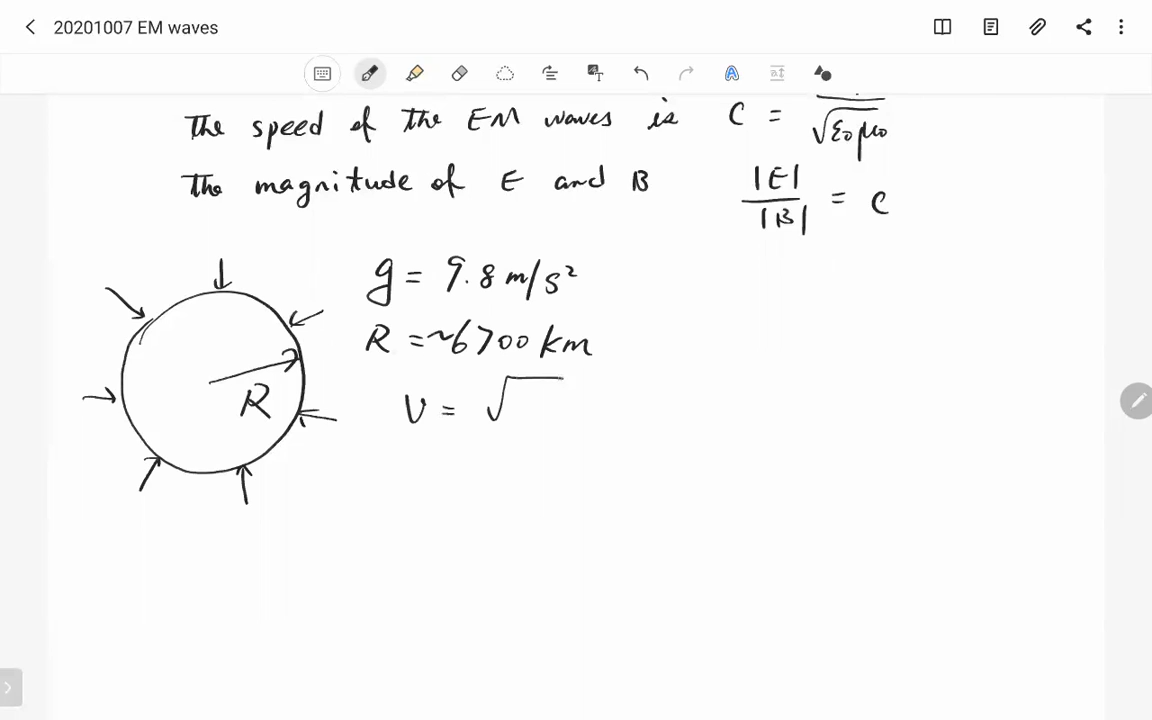 20201007 EM waves
The speed of the EM waves is C = 1/√ε0μ0
The magnitude of E and B |E|/|B| = C
g = 9.8 m/s²
R = ~6700 km
R
V = √